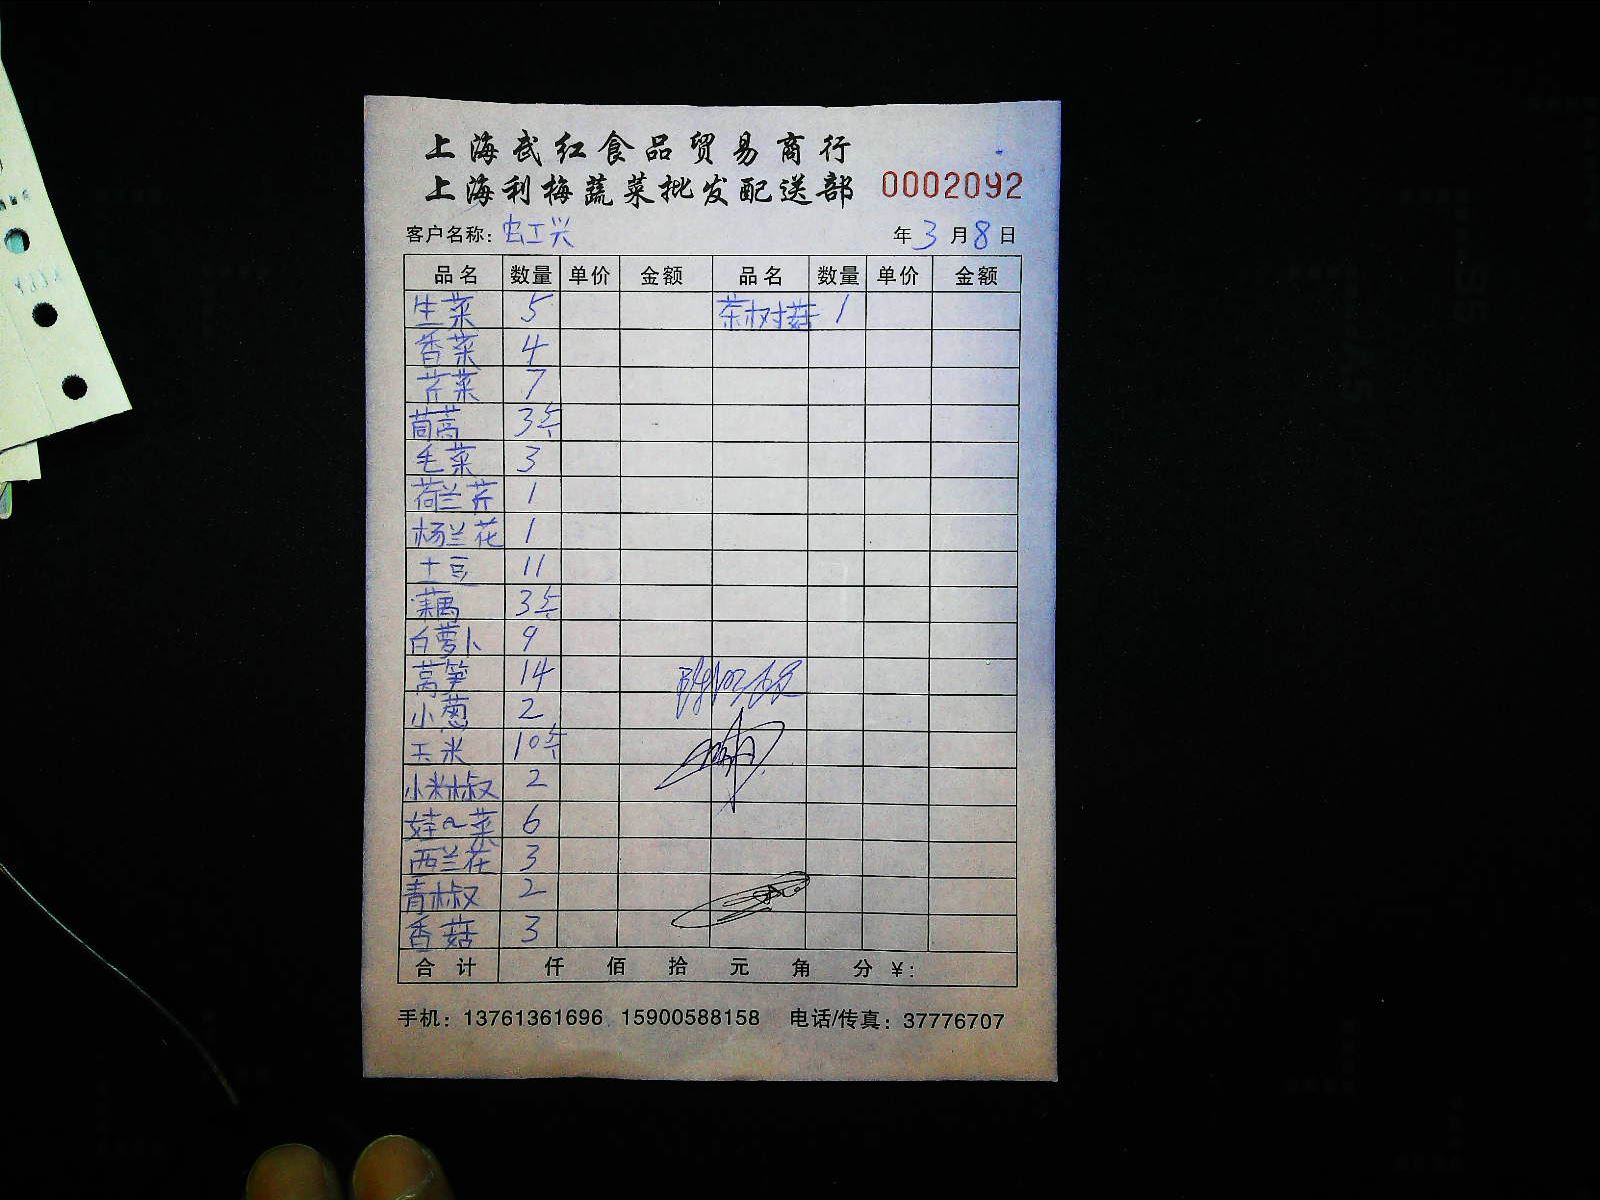 上海武红食品贸易商行
上海利梅蔬菜批发配送部 0002092
客户名称: 虹兴 年3月8日
品名 数量 单价 金额 品名 数量 单价 金额
生菜 5 茶树菇 1
香菜 4
芹菜 7
茼蒿 3斤
毛菜 3
荷兰芹 1
杨兰花 1
土豆 11
藕 3斤
白萝卜 9
莴笋 14
小葱 2
玉米 10斤
小米椒 2
娃~菜 6
西兰花 3
青椒 2
香菇 3
合计 仟 佰 拾 元 角 分 ¥:
手机: 13761361696 15900588158 电话/传真: 37776707